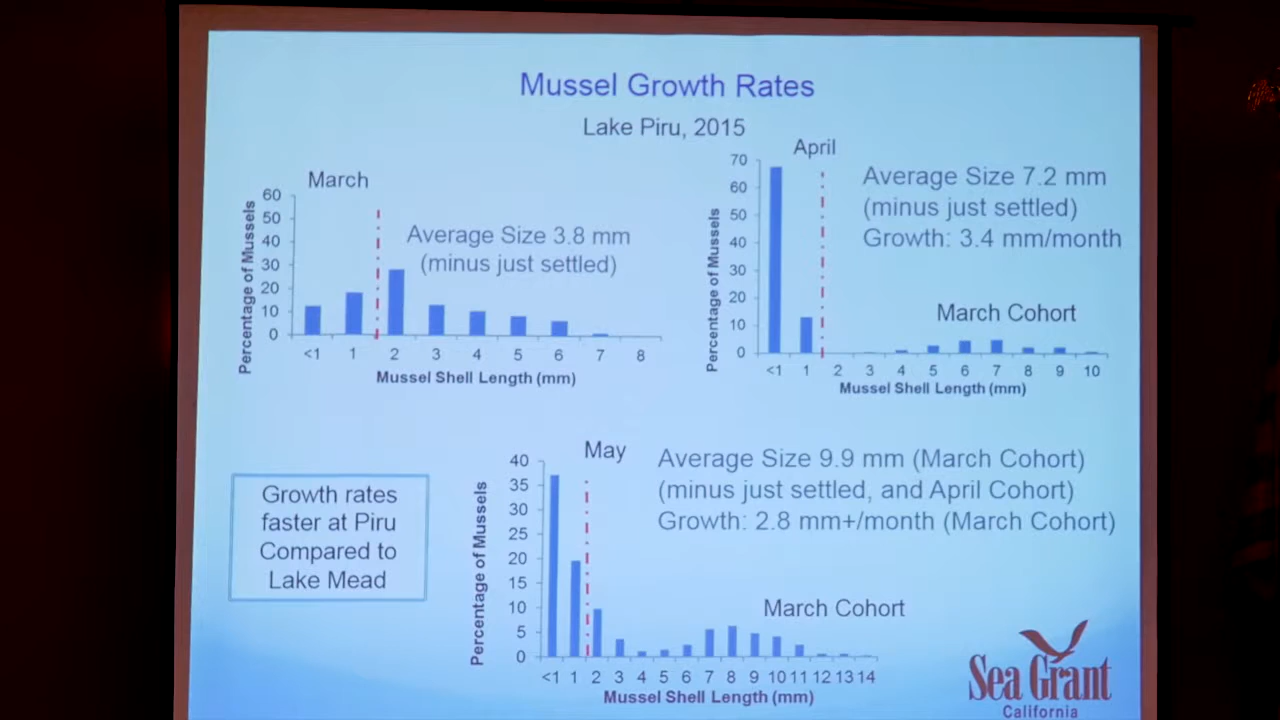 Mussel Growth Rates
Lake Piru, 2015
March
60
50
40
30
20
10
0
Percentage of Mussels
Average Size 3.8 mm
(minus just settled)
<1 1 2 3 4 5 6 7 8
Mussel Shell Length (mm)
April
70
60
50
40
30
20
10
0
Percentage of Mussels
Average Size 7.2 mm
(minus just settled)
Growth: 3.4 mm/month
March Cohort
<1 1 2 3 4 5 6 7 8 9 10
Mussel Shell Length (mm)
Growth rates
faster at Piru
Compared to
Lake Mead
May
40
35
30
25
20
15
10
5
0
Percentage of Mussels
Average Size 9.9 mm (March Cohort)
(minus just settled, and April Cohort)
Growth: 2.8 mm+/month (March Cohort)
March Cohort
<1 1 2 3 4 5 6 7 8 9 10 11 12 13 14
Mussel Shell Length (mm)
Sea Grant
California